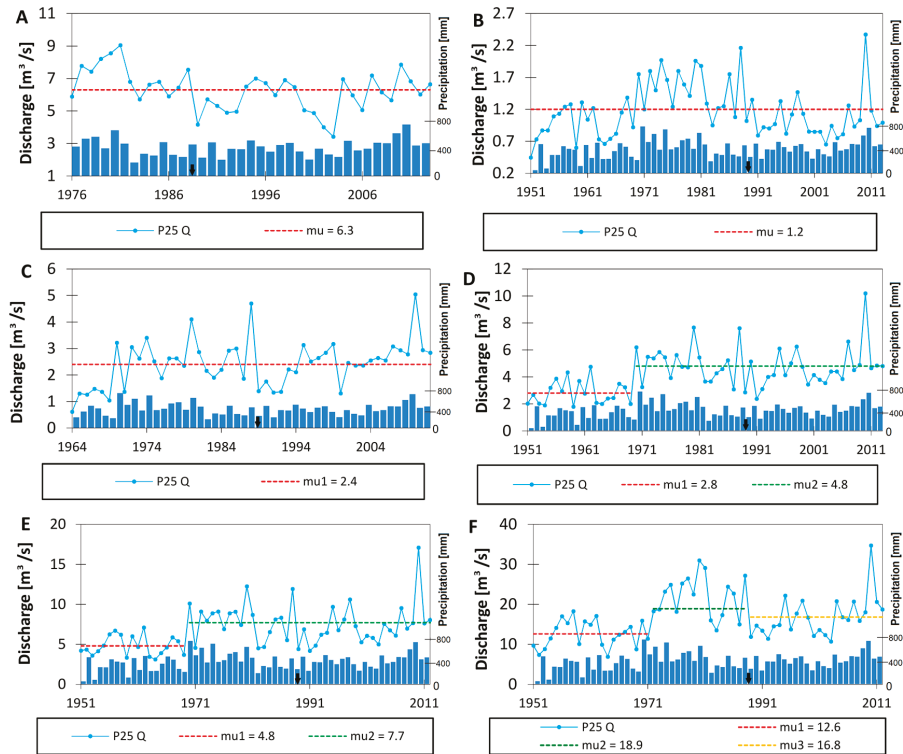 A
Discharge [m³ /s]
11
9
7
5
3
1
Precipitation [mm]
800
400
0
1976 1986 1996 2006
P25 Q mu = 6.3
B
Discharge [m³ /s]
2.7
2.2
1.7
1.2
0.7
0.2
Precipitation [mm]
800
400
0
1951 1961 1971 1981 1991 2001 2011
P25 Q mu = 1.2
C
Discharge [m³ /s]
6
5
4
3
2
1
0
Precipitation [mm]
800
400
0
1964 1974 1984 1994 2004
P25 Q mu1 = 2.4
D
Discharge [m³ /s]
12
10
8
6
4
2
0
Precipitation [mm]
800
400
0
1951 1961 1971 1981 1991 2001 2011
P25 Q mu1 = 2.8 mu2 = 4.8
E
Discharge [m³ /s]
20
15
10
5
0
Precipitation [mm]
800
400
0
1951 1971 1991 2011
P25 Q mu1 = 4.8 mu2 = 7.7
F
Discharge [m³ /s]
40
30
20
10
0
Precipitation [mm]
800
400
0
1951 1971 1991 2011
P25 Q mu1 = 12.6
mu2 = 18.9 mu3 = 16.8